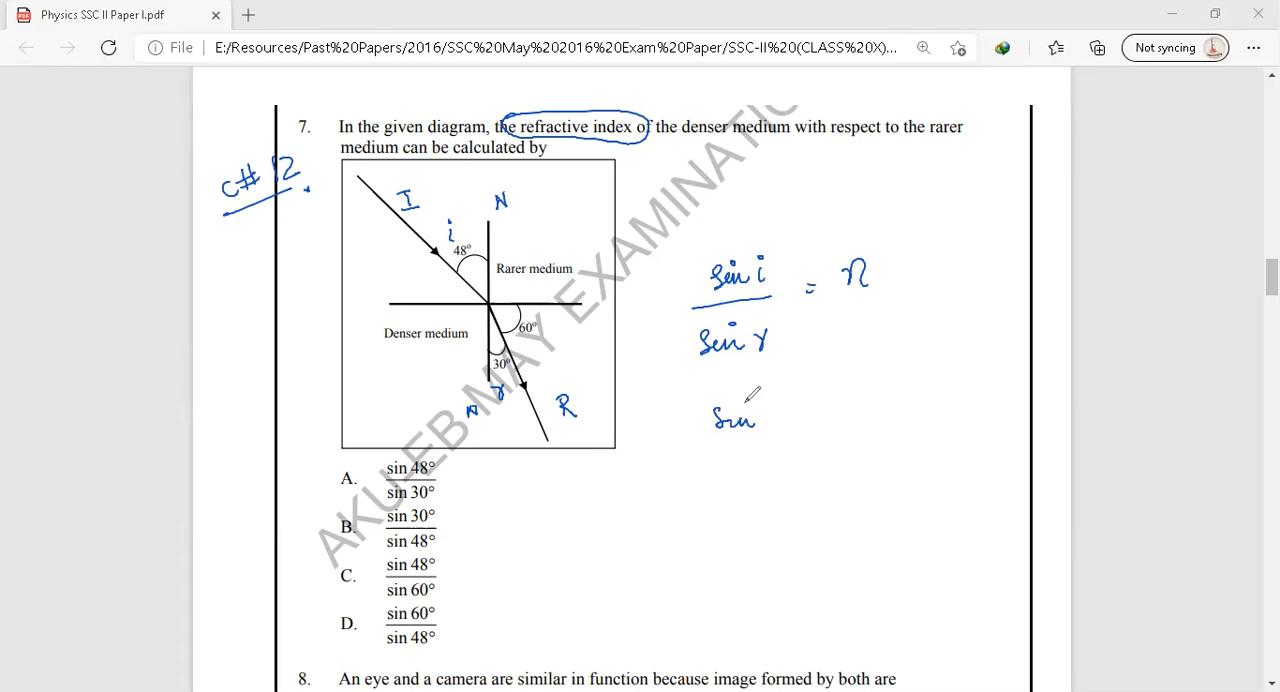 Physics SSC II Paper I.pdf
File E:/Resources/Past%20Papers/2016/SSC%20May%202016%20Exam%20Paper/SSC-II%20(CLASS%20X)... Not syncing
7. In the given diagram, the refractive index of the denser medium with respect to the rarer
medium can be calculated by
C# 12.
I
i
N
48°
Rarer medium
Denser medium
60°
30°
r
N
R
sin i
sin r
= n
sin
A. sin 48°
sin 30°
B. sin 30°
sin 48°
C. sin 48°
sin 60°
D. sin 60°
sin 48°
AKU-EB MAY EXAMINATIO
8. An eye and a camera are similar in function because image formed by both are